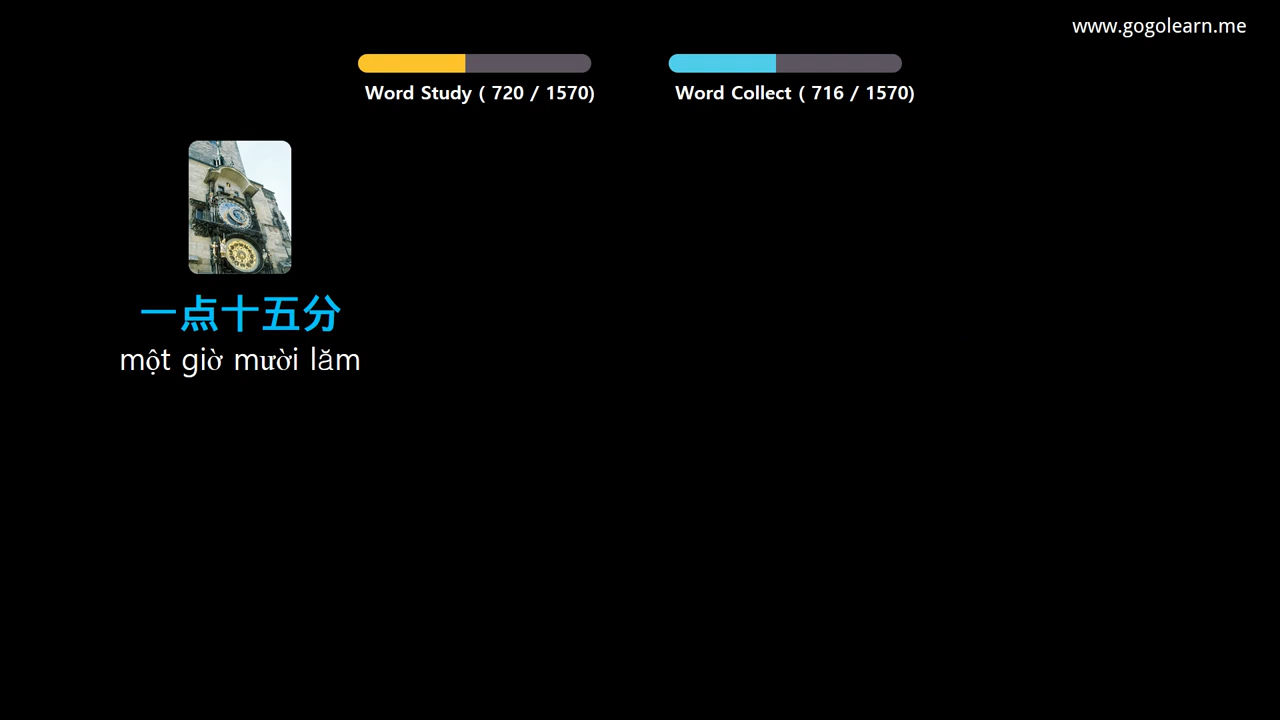 www.gogolearn.me
Word Study ( 720 / 1570)
Word Collect ( 716 / 1570)
一点十五分
một giờ mười lăm